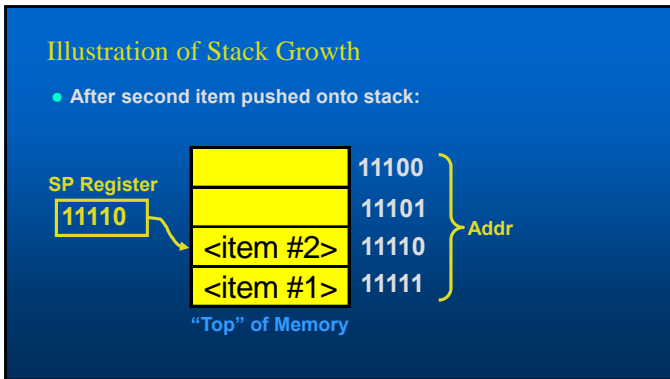 Illustration of Stack Growth
● After second item pushed onto stack:
SP Register
11110
11100
11101
<item #2> 11110
<item #1> 11111
Addr
“Top” of Memory